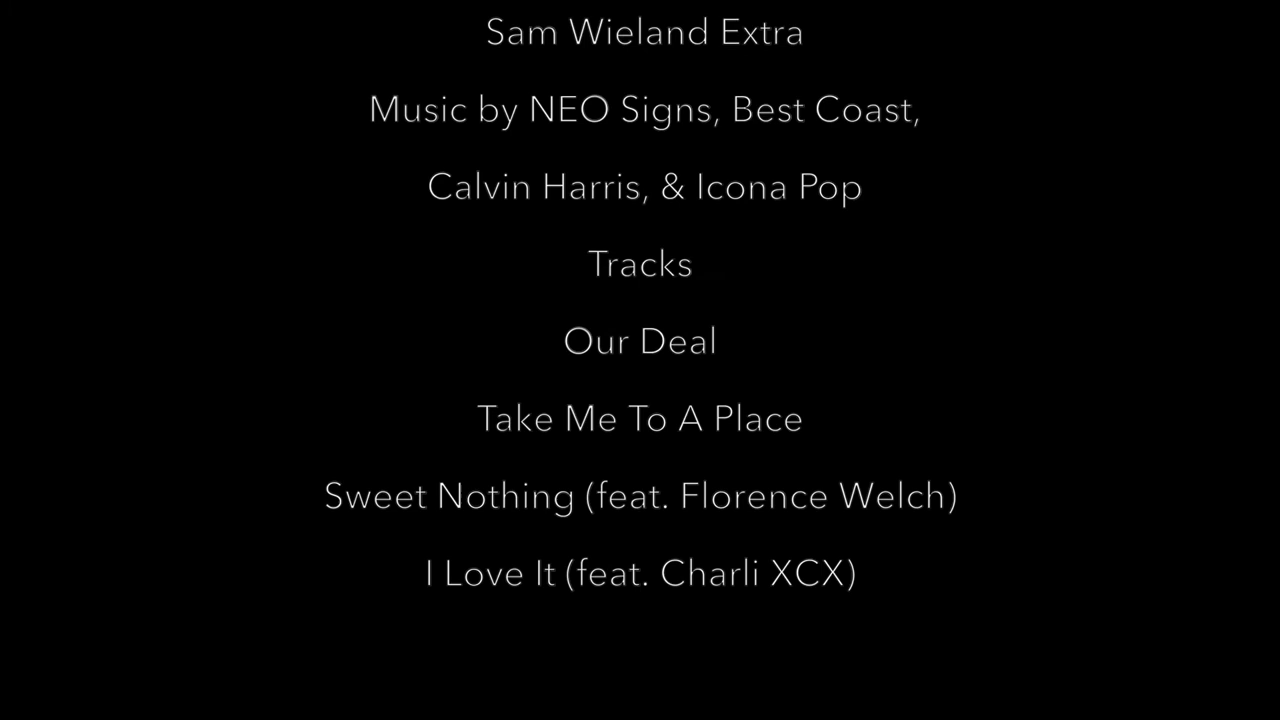 Sam Wieland Extra
Music by NEO Signs, Best Coast,
Calvin Harris, & Icona Pop
Tracks
Our Deal
Take Me To A Place
Sweet Nothing (feat. Florence Welch)
I Love It (feat. Charli XCX)